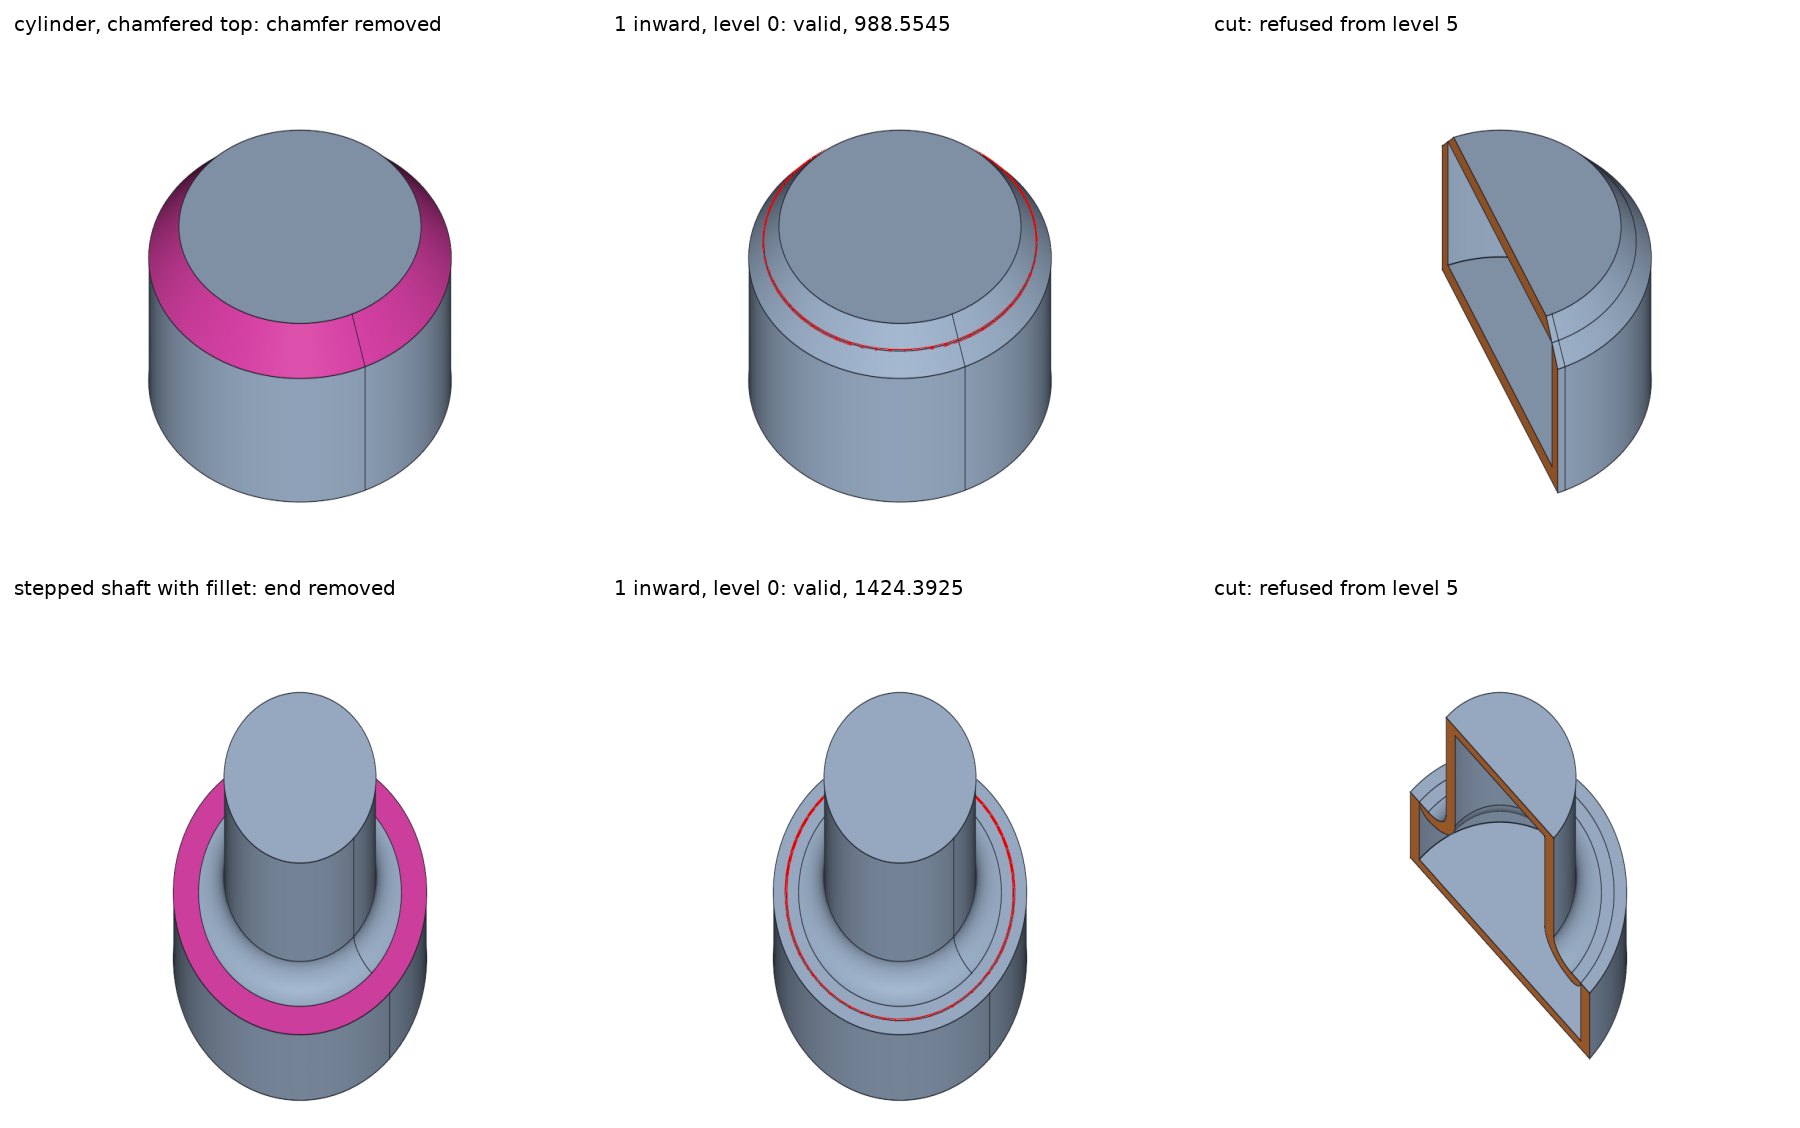 cylinder, chamfered top: chamfer removed
1 inward, level 0: valid, 988.5545
cut: refused from level 5
stepped shaft with fillet: end removed
1 inward, level 0: valid, 1424.3925
cut: refused from level 5